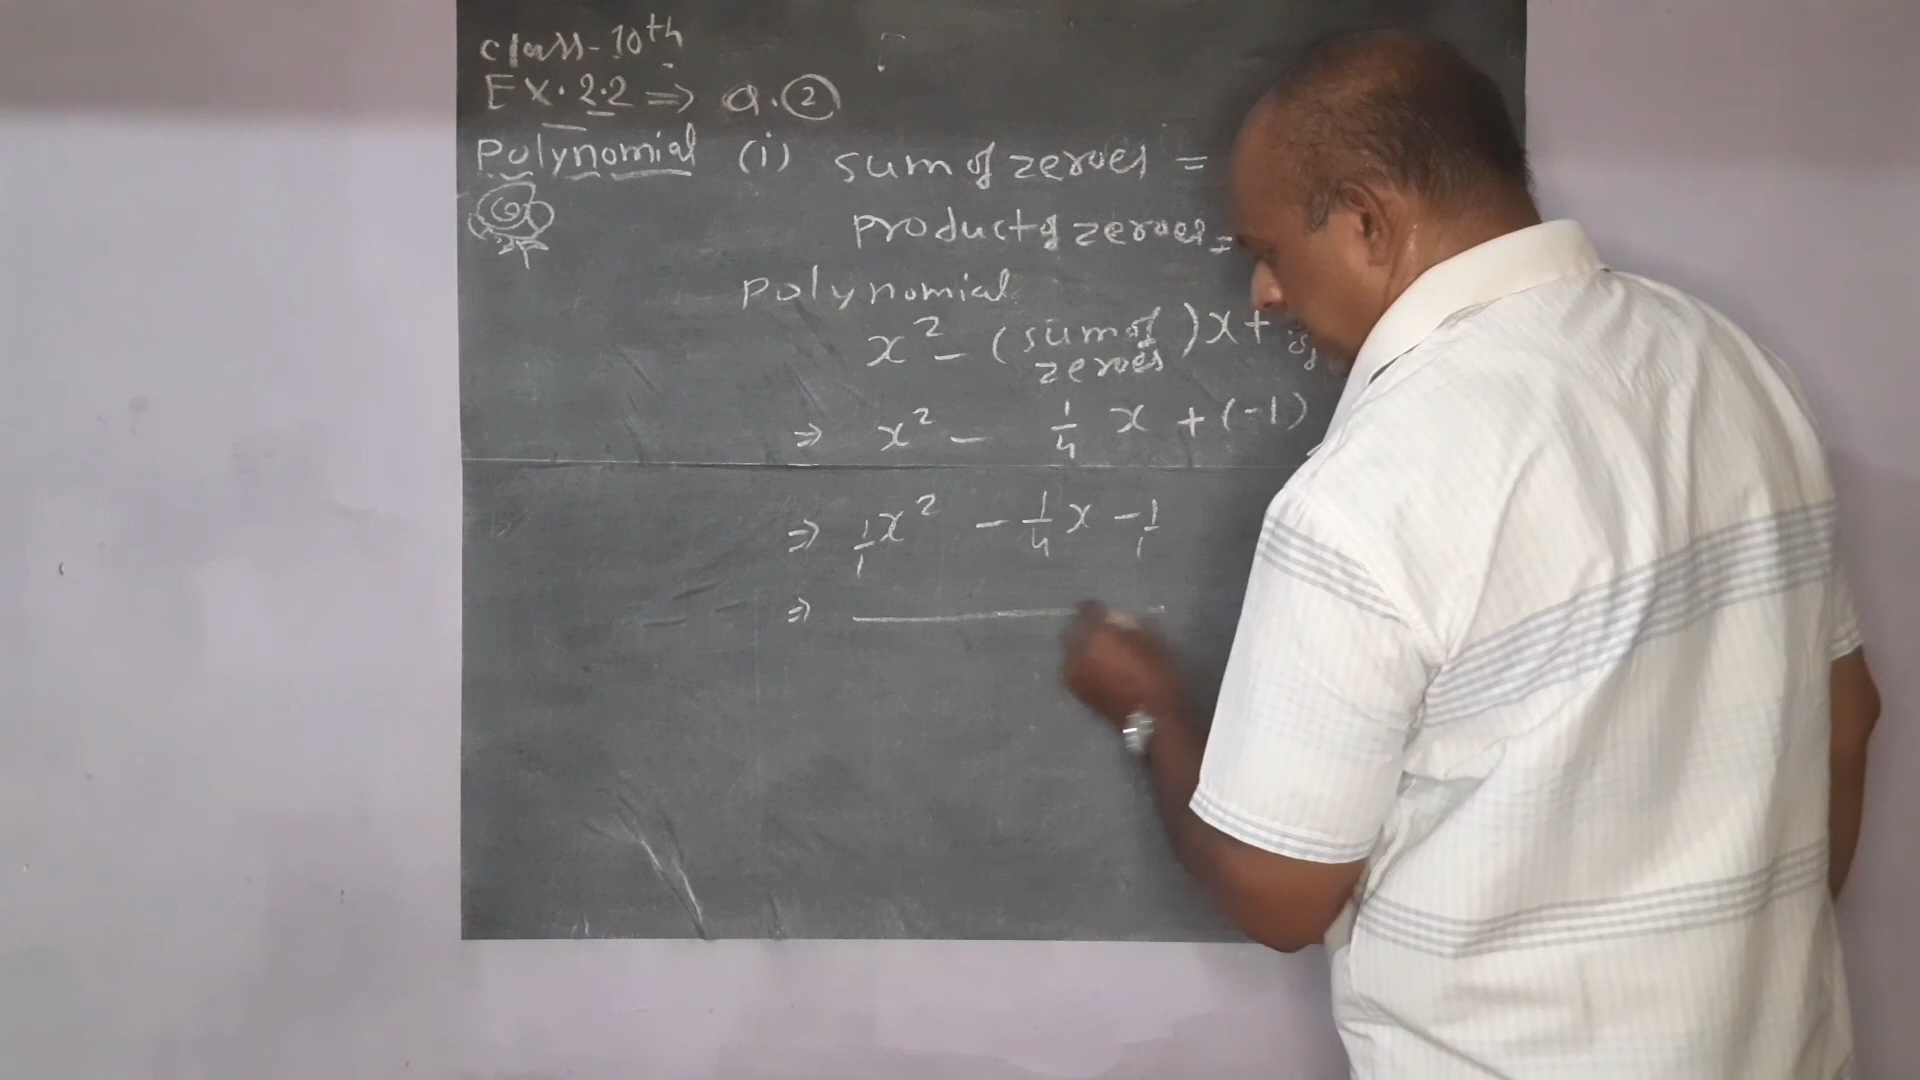 class-10th
Ex. 2.2 ⇒ Q. ②
Polynomial (i) sum of zeroes =
product of zeroes =
Polynomial
x² - (sum of zeroes) x +
⇒ x² - 1/4 x + (-1)
⇒ 1/1 x² - 1/4 x - 1/1
⇒